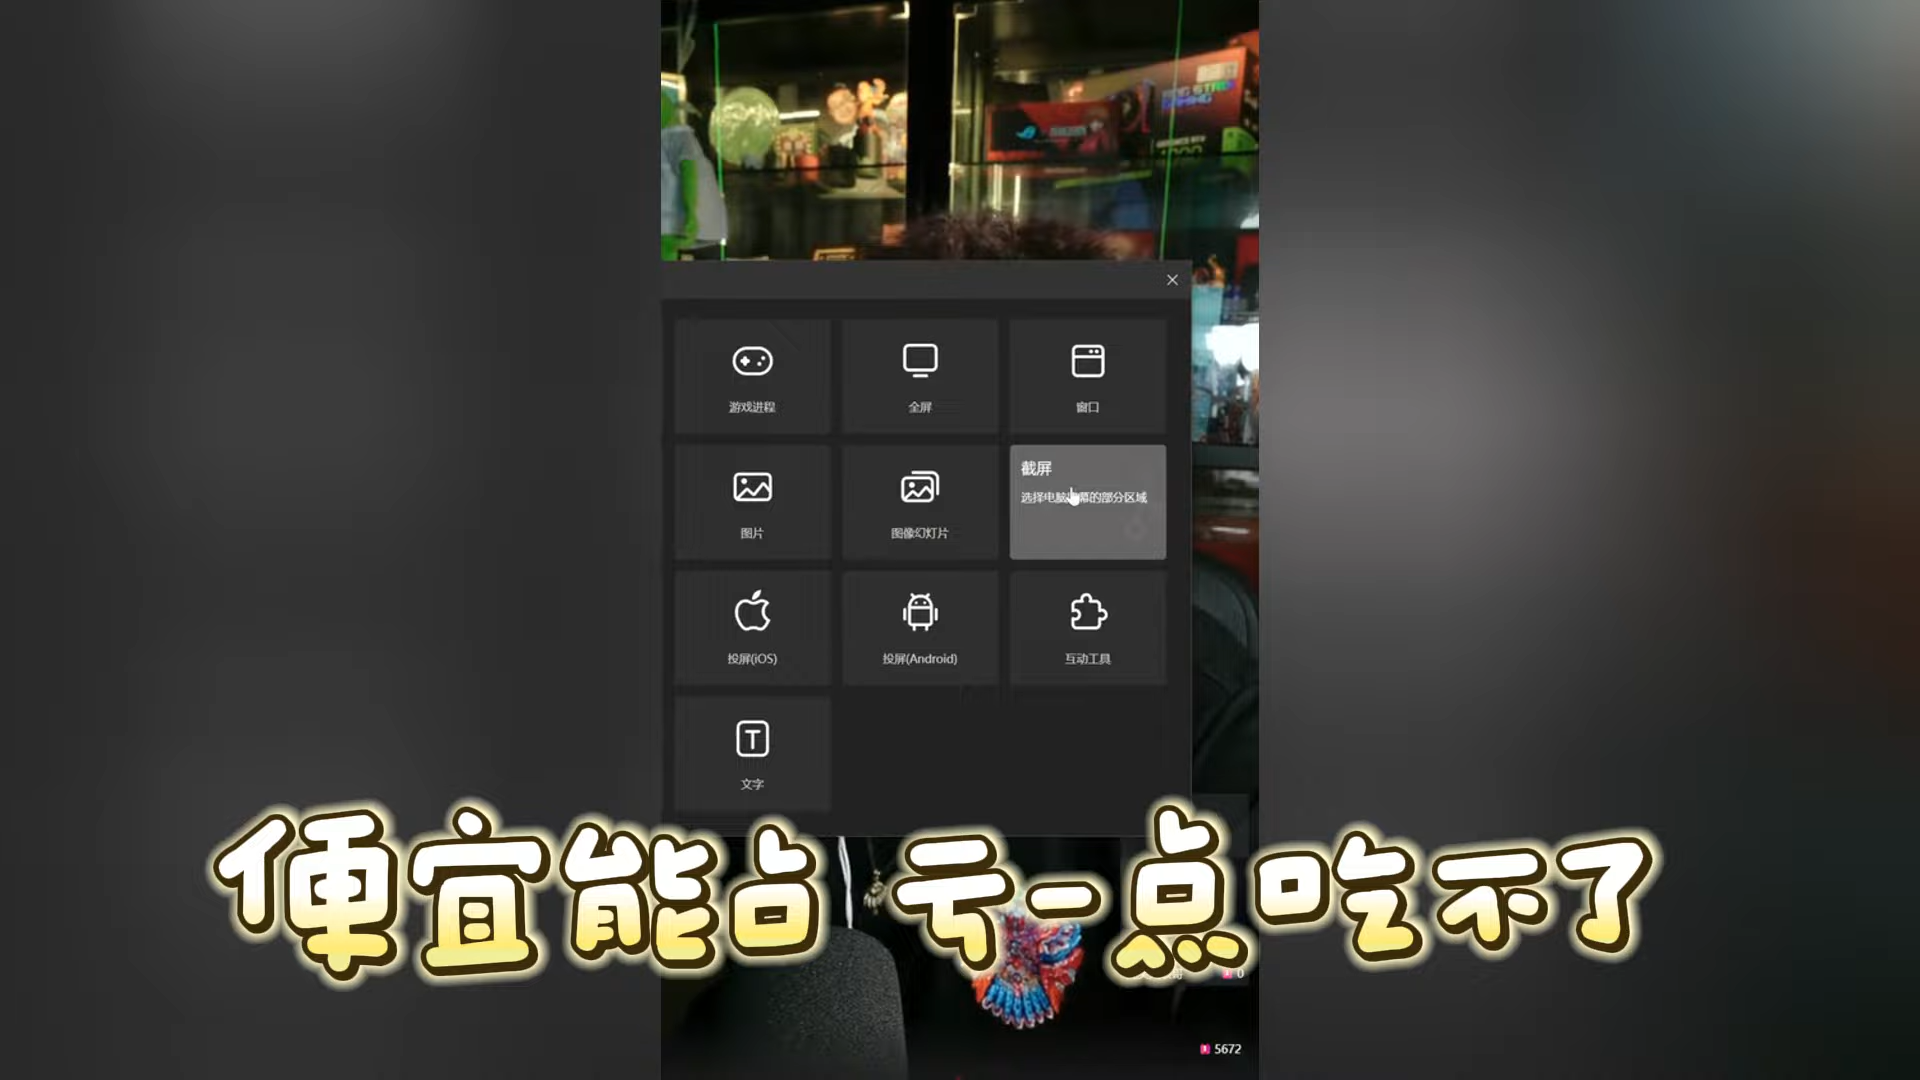 游戏进程
全屏
窗口
图片
图像幻灯片
截屏
选择电脑屏幕的部分区域
投屏(iOS)
投屏(Android)
互动工具
文字
便宜能占 亏一点吃不了
0
5672